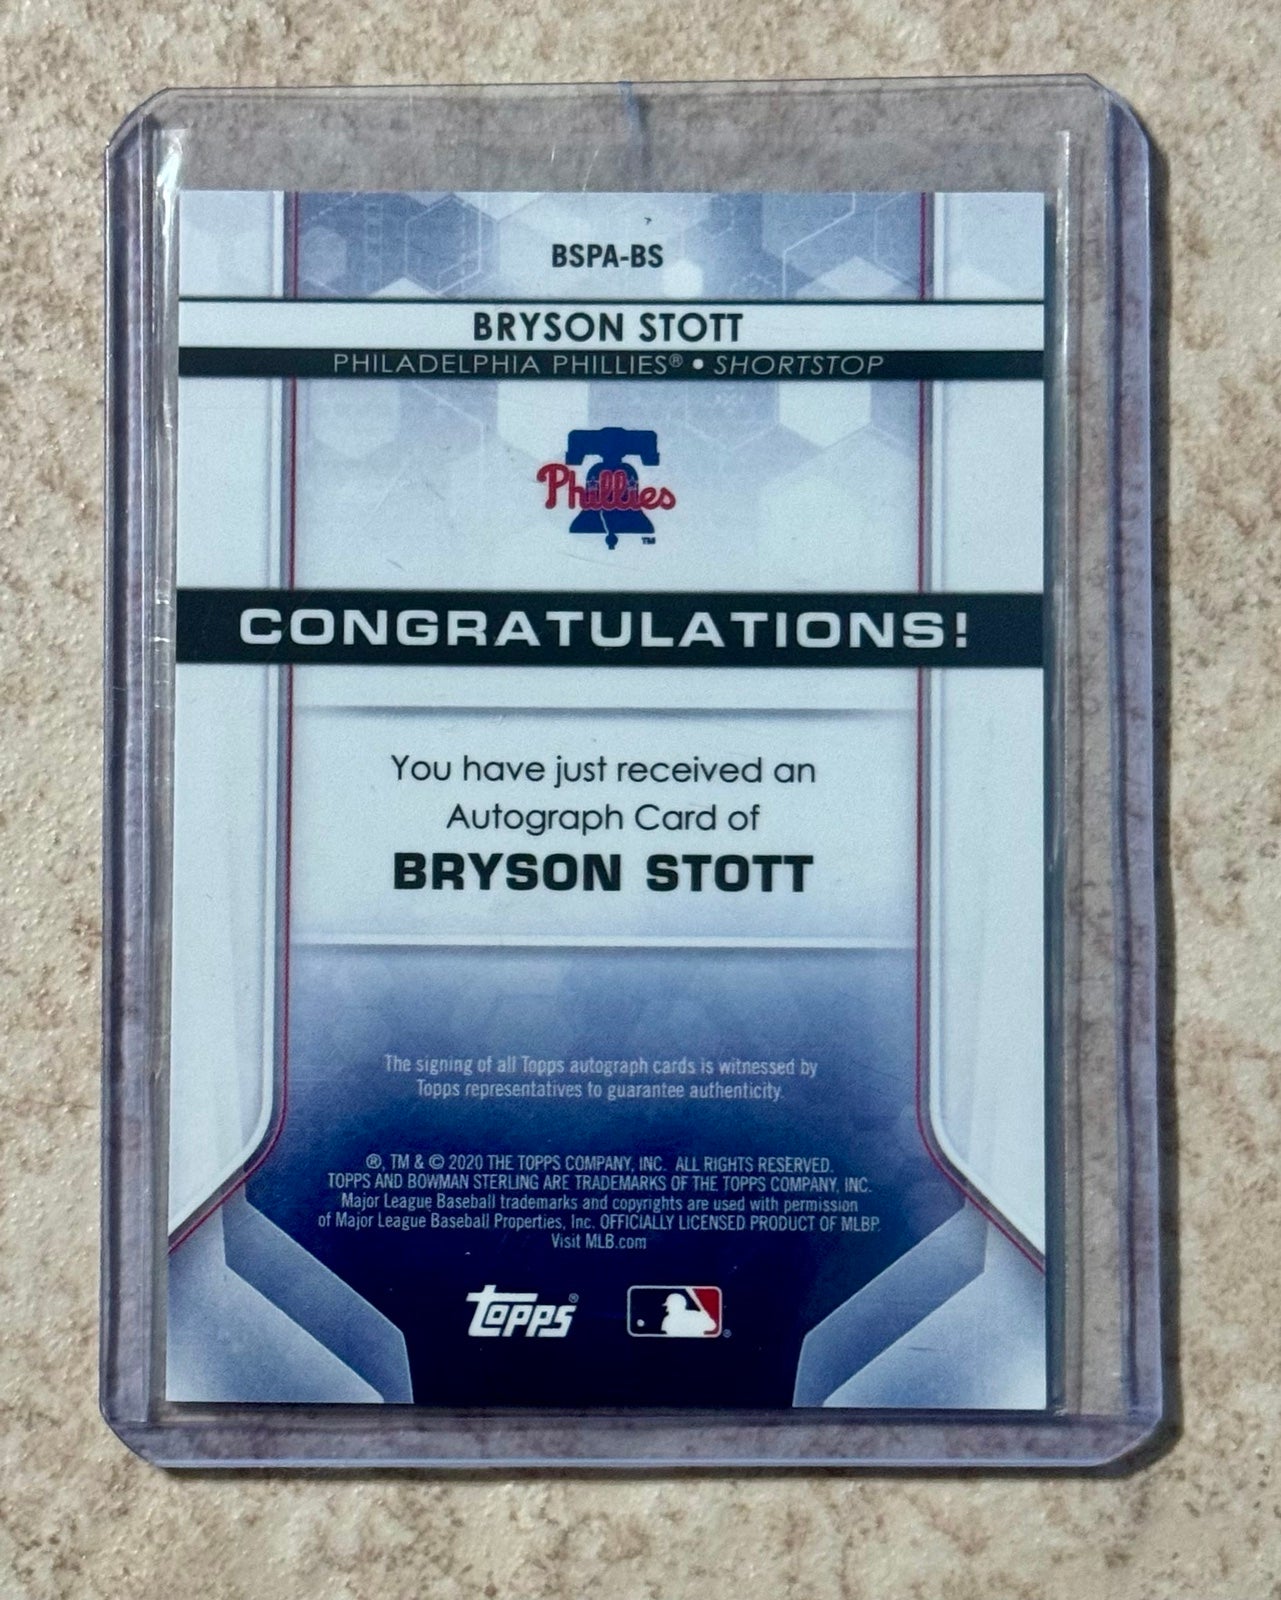 BSPA-BS
BRYSON STOTT
PHILADELPHIA PHILLIES® • SHORTSTOP
Phillies
TM
CONGRATULATIONS!
You have just received an
Autograph Card of
BRYSON STOTT
The signing of all Topps autograph cards is witnessed by
Topps representatives to guarantee authenticity.
®, TM & © 2020 THE TOPPS COMPANY, INC. ALL RIGHTS RESERVED.
TOPPS AND BOWMAN STERLING ARE TRADEMARKS OF THE TOPPS COMPANY, INC.
Major League Baseball trademarks and copyrights are used with permission
of Major League Baseball Properties, Inc. OFFICIALLY LICENSED PRODUCT OF MLBP.
Visit MLB.com
Topps® ®